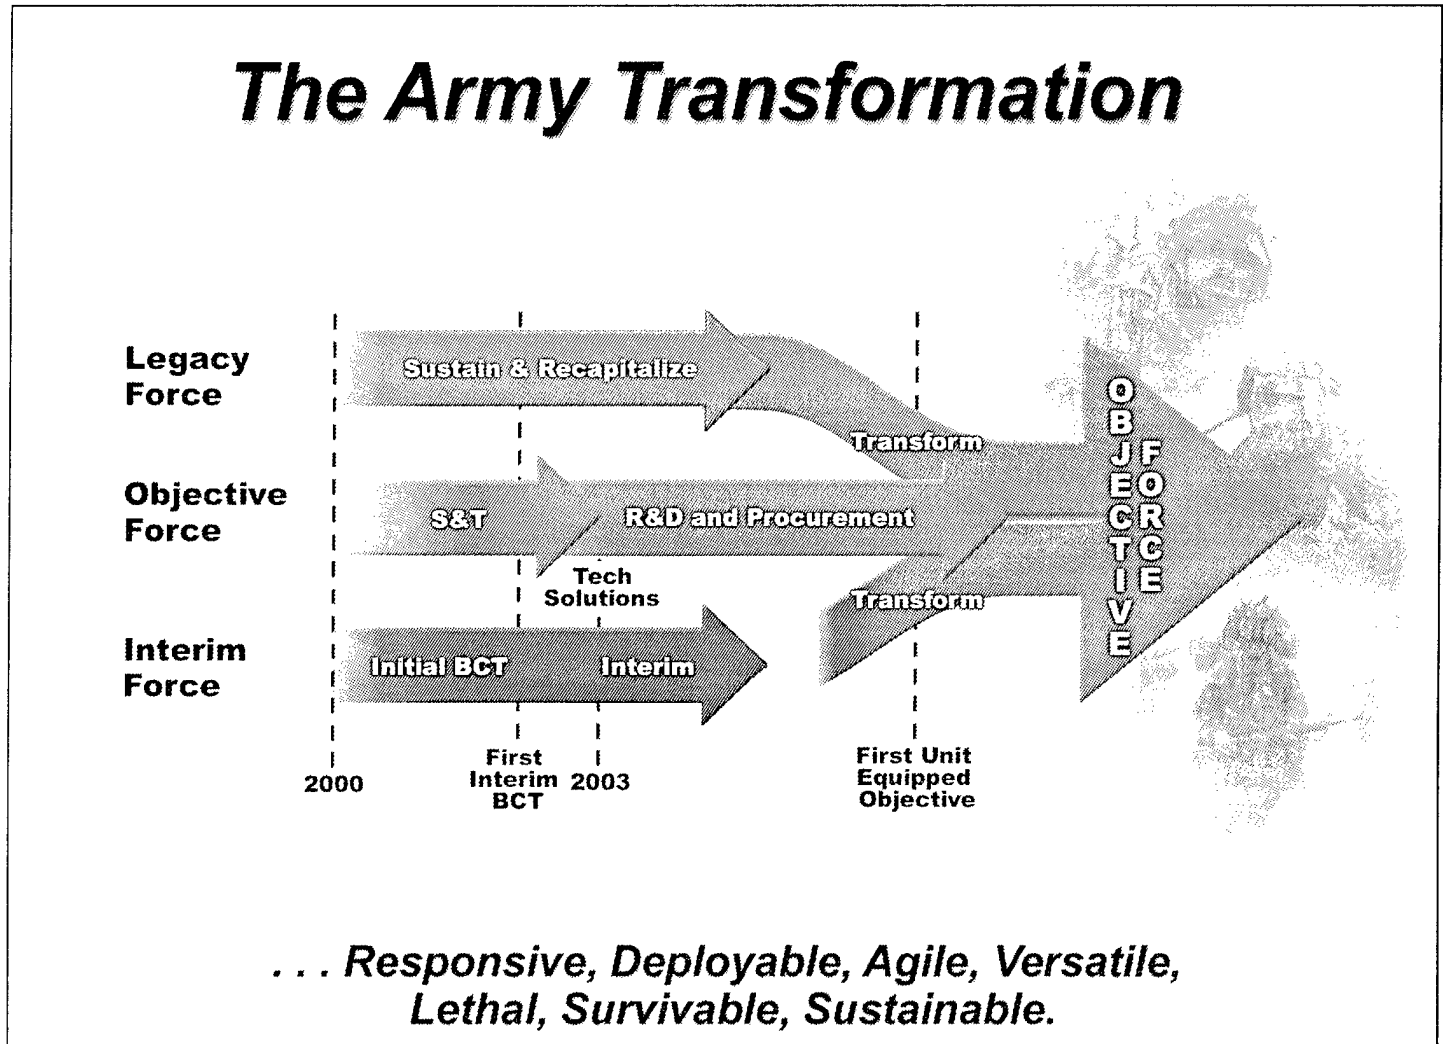 The Army Transformation
Legacy
Force
Sustain & Recapitalize
Transform
Objective
Force
S&T
R&D and Procurement
Tech
Solutions
Transform
Interim
Force
Initial BCT
Interim
OBJECTIVE
FORCE
2000
First
Interim
BCT
2003
First Unit
Equipped
Objective
. . . Responsive, Deployable, Agile, Versatile,
Lethal, Survivable, Sustainable.